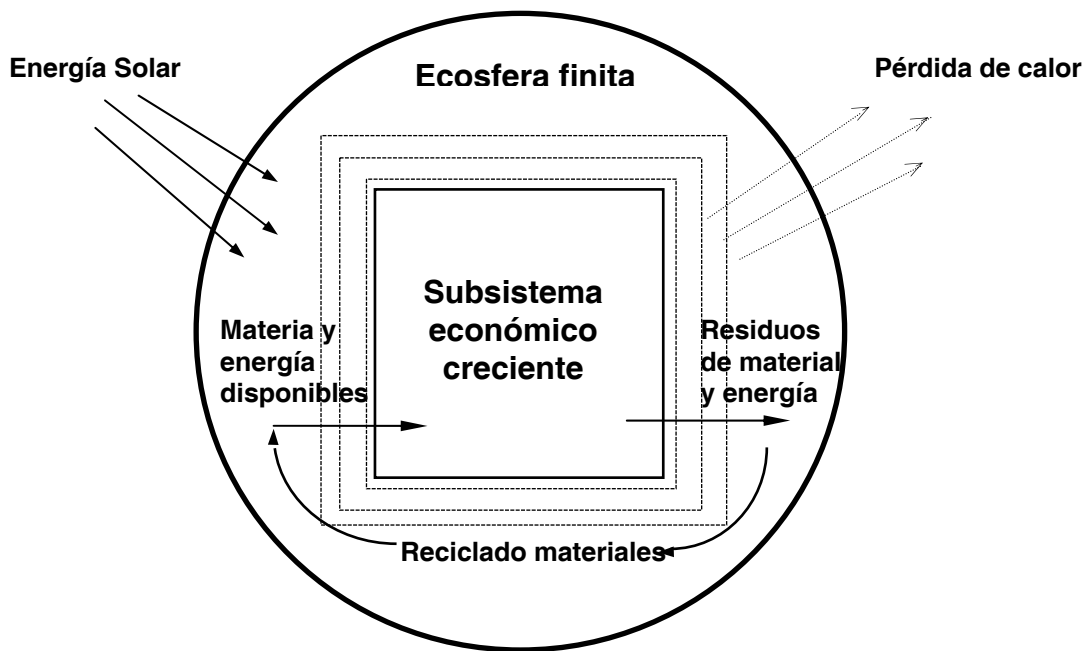 Energía Solar
Ecosfera finita
Pérdida de calor
Subsistema
económico
creciente
Materia y
energía
disponibles
Residuos
de material
y energía
Reciclado materiales